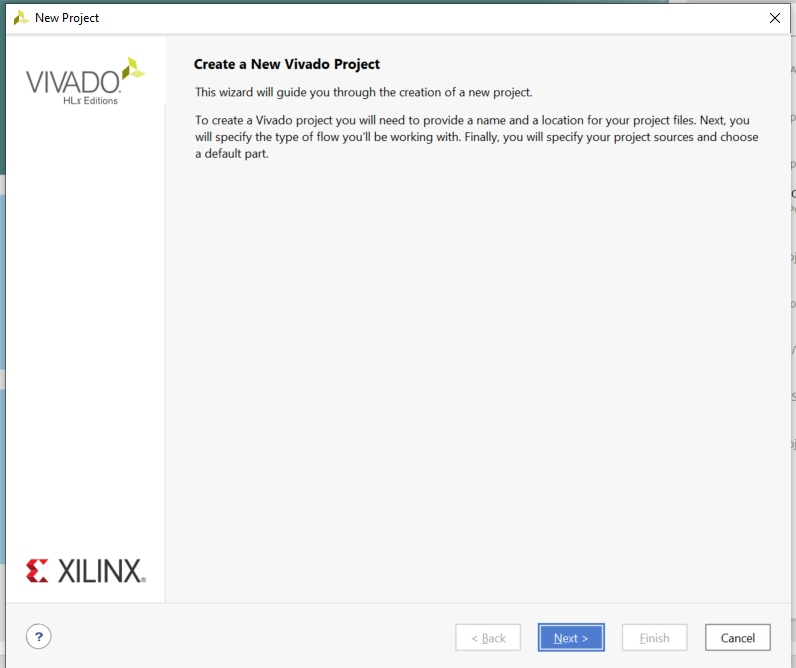 New Project
VIVADO.
HLx Editions
Create a New Vivado Project
This wizard will guide you through the creation of a new project.
To create a Vivado project you will need to provide a name and a location for your project files. Next, you
will specify the type of flow you'll be working with. Finally, you will specify your project sources and choose
a default part.
XILINX®
?
< Back
Next >
Finish
Cancel